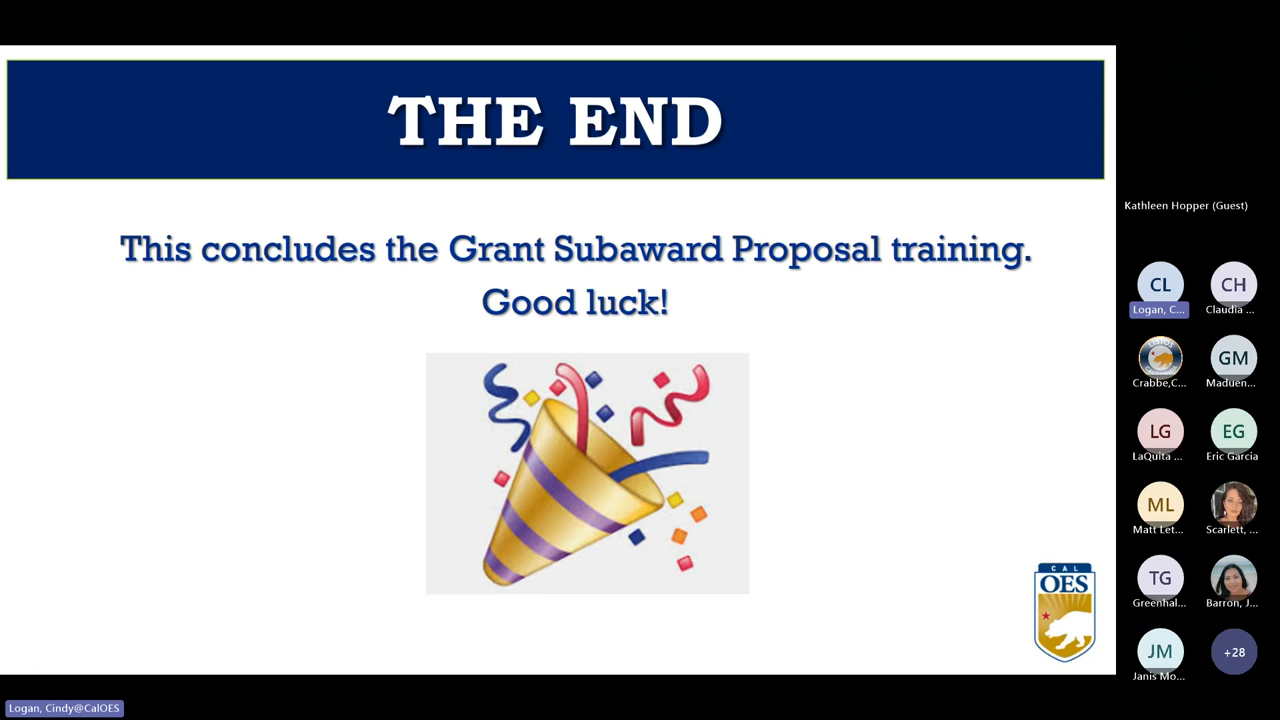 THE END
This concludes the Grant Subaward Proposal training.
Good luck!
CAL
OES
Kathleen Hopper (Guest)
CL
CH
Logan, C...
Claudia ...
GM
Crabbe,C...
Maduen...
LG
EG
LaQuita ...
Eric Garcia
ML
Matt Let...
Scarlett, ...
TG
Greenhal...
Barron, J...
JM
+28
Janis Mo...
Logan, Cindy@CalOES